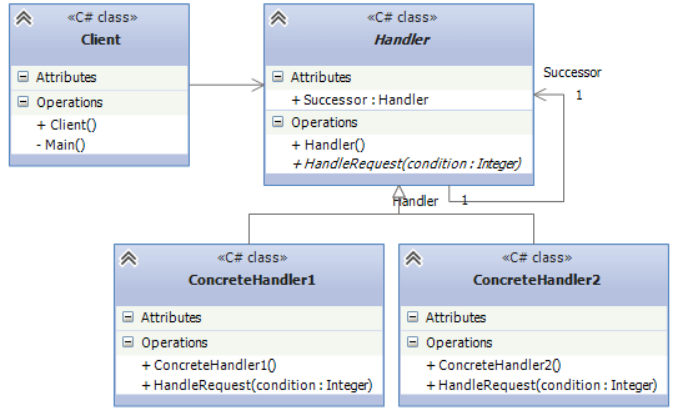 «C# class»
Client
Attributes
Operations
+ Client()
- Main()
«C# class»
Handler
Attributes
+ Successor : Handler
Operations
+ Handler()
+ HandleRequest(condition : Integer)
Successor
1
Handler
1
«C# class»
ConcreteHandler1
Attributes
Operations
+ ConcreteHandler1()
+ HandleRequest(condition : Integer)
«C# class»
ConcreteHandler2
Attributes
Operations
+ ConcreteHandler2()
+ HandleRequest(condition : Integer)